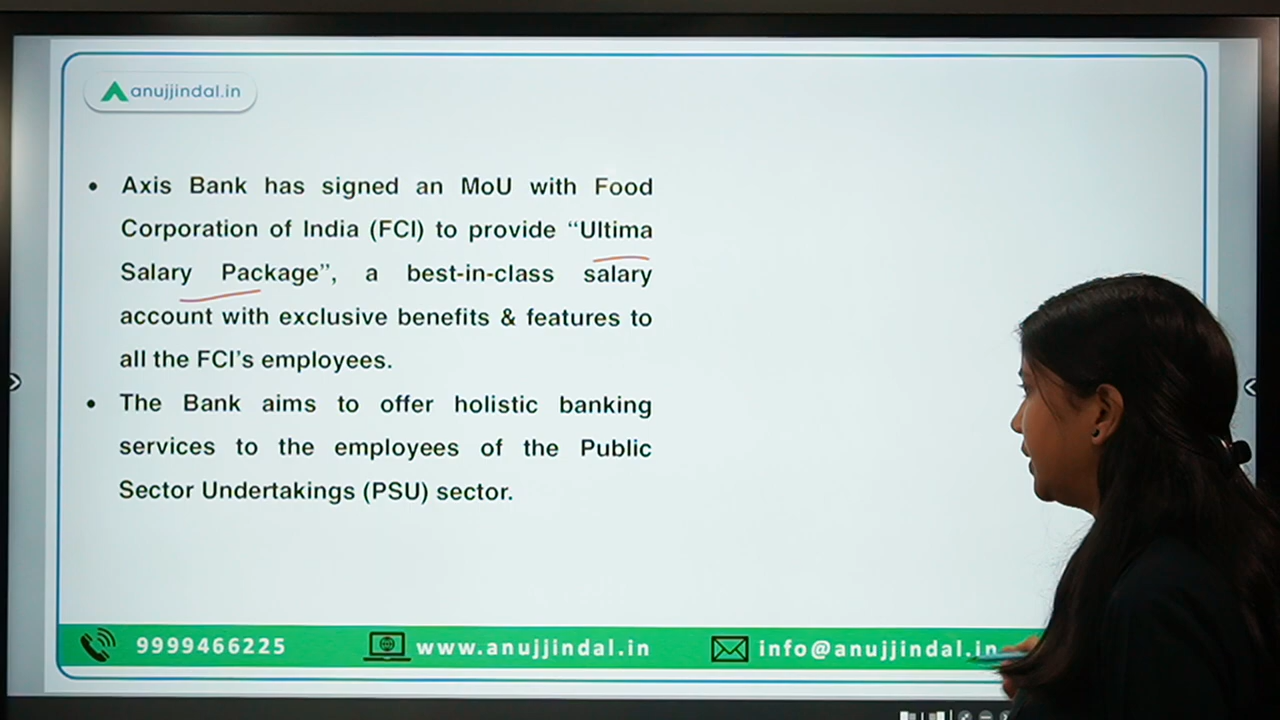 anujjindal.in
• Axis Bank has signed an MoU with Food
Corporation of India (FCI) to provide “Ultima
Salary Package”, a best-in-class salary
account with exclusive benefits & features to
all the FCI’s employees.
• The Bank aims to offer holistic banking
services to the employees of the Public
Sector Undertakings (PSU) sector.
9999466225 www.anujjindal.in info@anujjindal.in